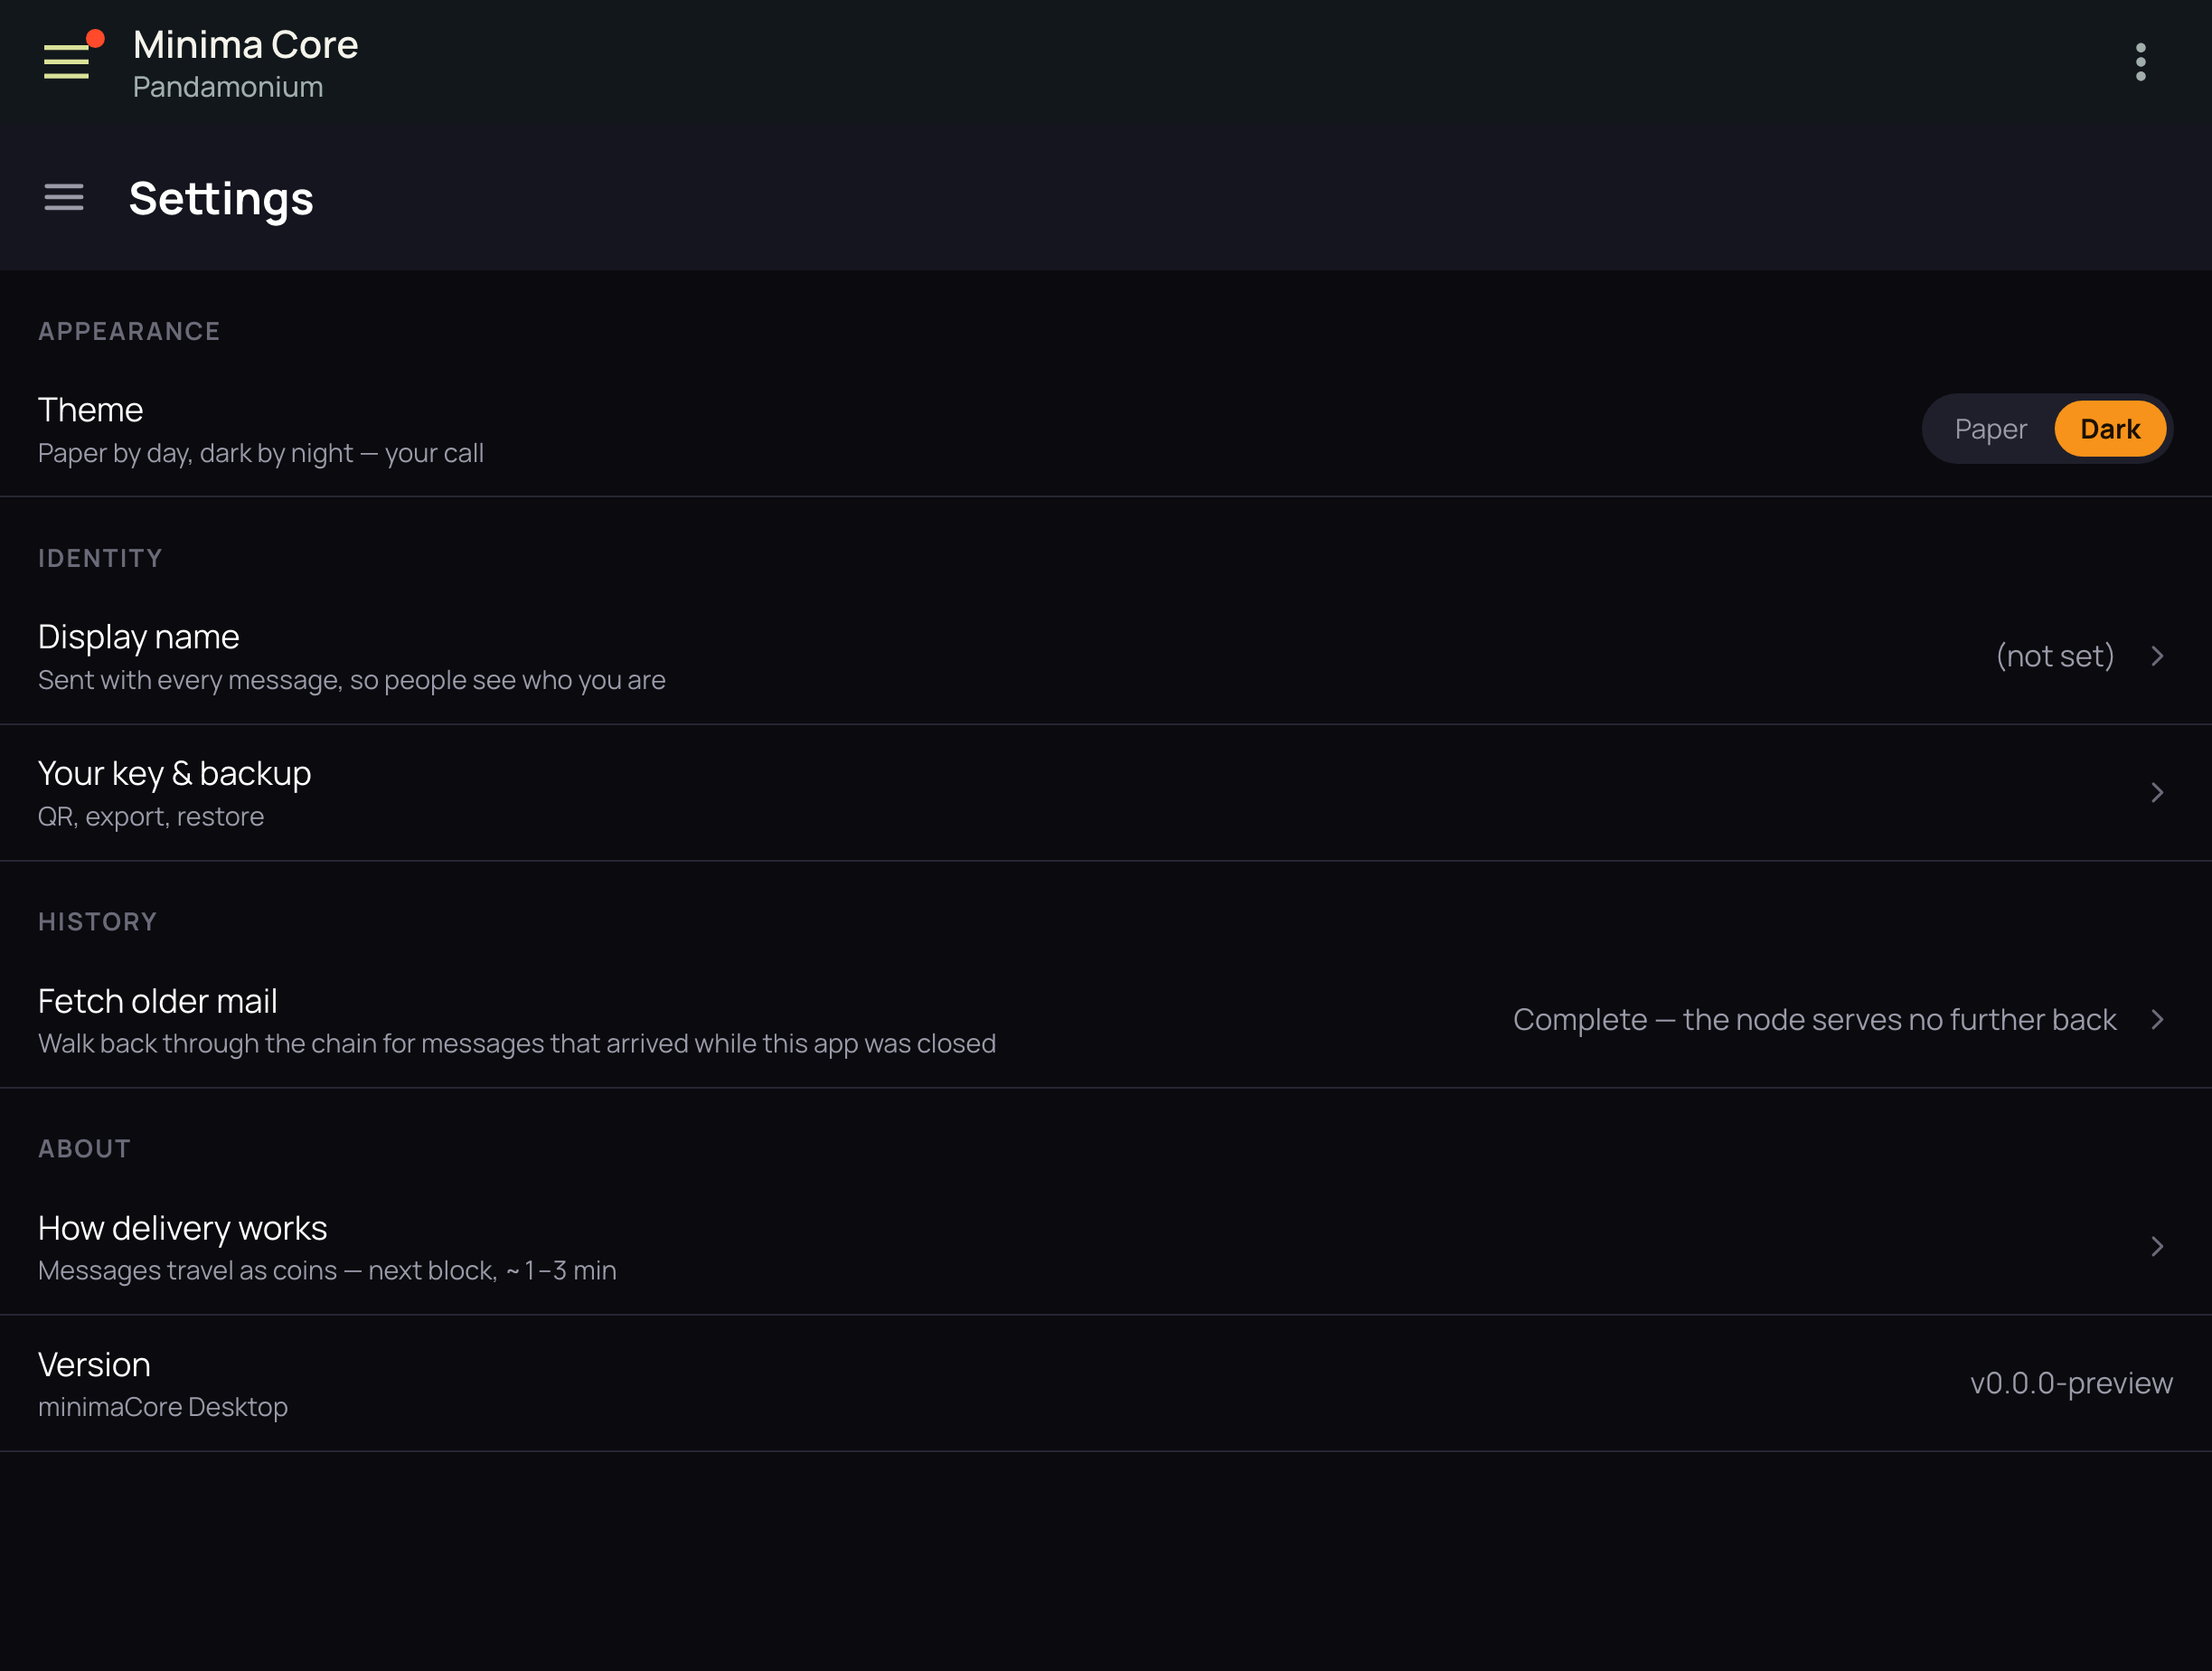 Minima Core
Pandamonium
Settings
APPEARANCE
Theme
Paper by day, dark by night — your call
Paper
Dark
IDENTITY
Display name
Sent with every message, so people see who you are
(not set)
Your key & backup
QR, export, restore
HISTORY
Fetch older mail
Walk back through the chain for messages that arrived while this app was closed
Complete — the node serves no further back
ABOUT
How delivery works
Messages travel as coins — next block, ~1–3 min
Version
minimaCore Desktop
v0.0.0-preview